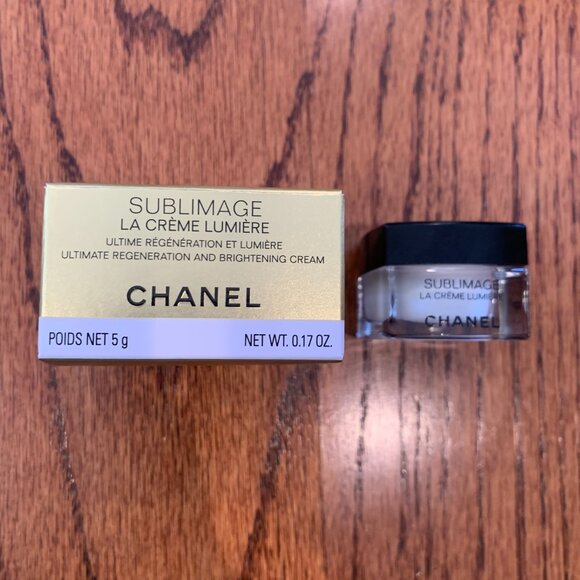 SUBLIMAGE
LA CRÈME LUMIÈRE
ULTIME RÉGÉNÉRATION ET LUMIÈRE
ULTIMATE REGENERATION AND BRIGHTENING CREAM
CHANEL
POIDS NET 5 g NET WT. 0.17 OZ.
SUBLIMAGE
LA CRÈME LUMIÈRE
CHANEL